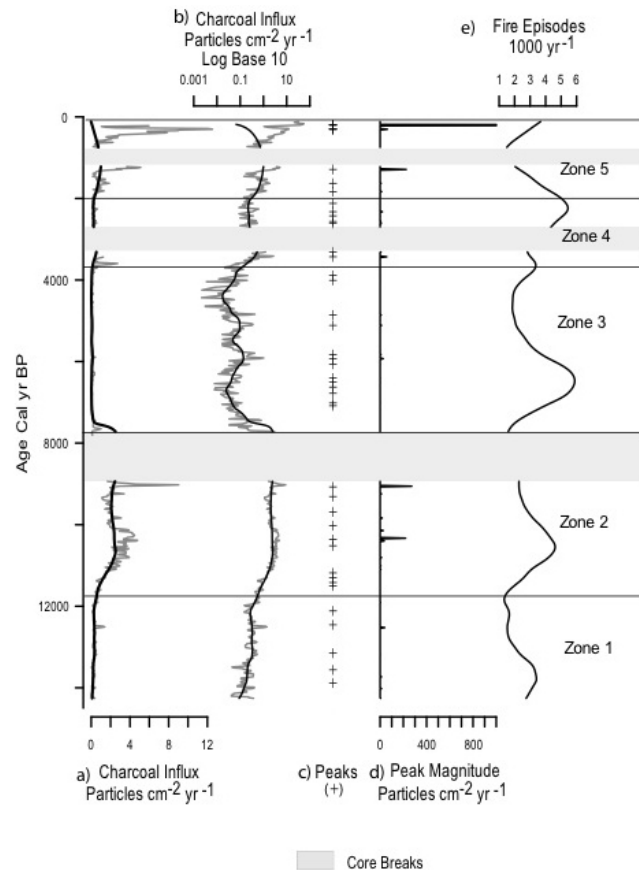 b) Charcoal Influx
Particles cm-2 yr-1
Log Base 10
0.001 0.1 10
e) Fire Episodes
1000 yr-1
1 2 3 4 5 6
0
4000
8000
12000
Age Cal yr BP
Zone 5
Zone 4
Zone 3
Zone 2
Zone 1
0 4 8 12
0 400 800
a) Charcoal Influx
Particles cm-2 yr-1
c) Peaks
(+)
d) Peak Magnitude
Particles cm-2 yr-1
Core Breaks